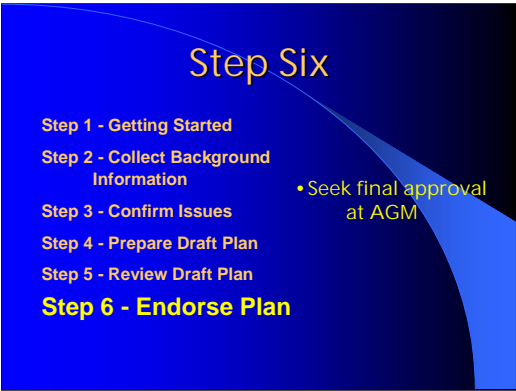 Step Six
Step 1 - Getting Started
Step 2 - Collect Background
Information
Step 3 - Confirm Issues
Step 4 - Prepare Draft Plan
Step 5 - Review Draft Plan
Step 6 - Endorse Plan
•Seek final approval
at AGM